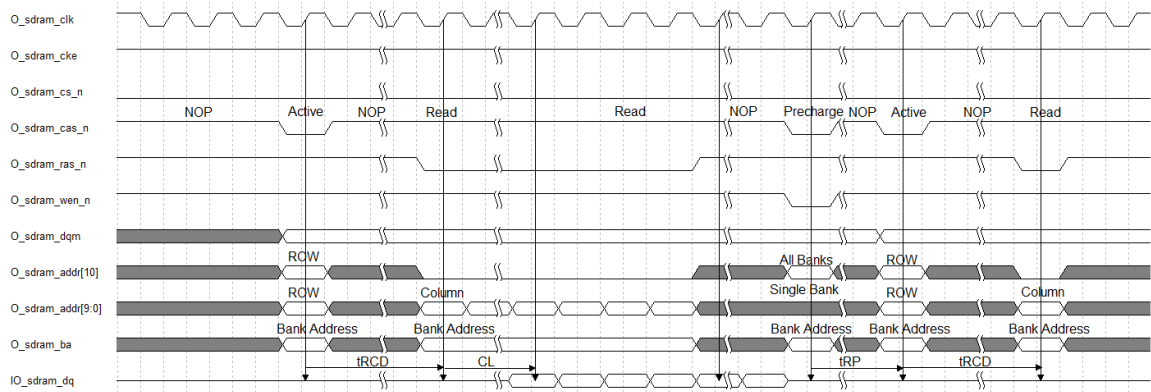 O_sdram_clk
O_sdram_cke
O_sdram_cs_n
NOP Active NOP Read Read NOP Precharge NOP Active NOP Read
O_sdram_cas_n
O_sdram_ras_n
O_sdram_wen_n
O_sdram_dqm
ROW All Banks ROW
O_sdram_addr[10]
ROW Column Single Bank ROW Column
O_sdram_addr[9:0]
Bank Address Bank Address Bank Address Bank Address Bank Address
O_sdram_ba
tRCD CL tRP tRCD
IO_sdram_dq